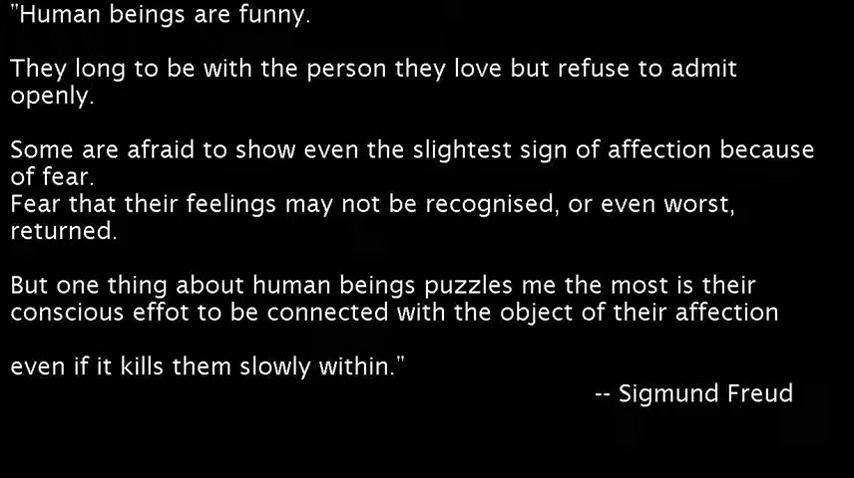 "Human beings are funny.
They long to be with the person they love but refuse to admit
openly.
Some are afraid to show even the slightest sign of affection because
of fear.
Fear that their feelings may not be recognised, or even worst,
returned.
But one thing about human beings puzzles me the most is their
conscious effot to be connected with the object of their affection
even if it kills them slowly within."
-- Sigmund Freud